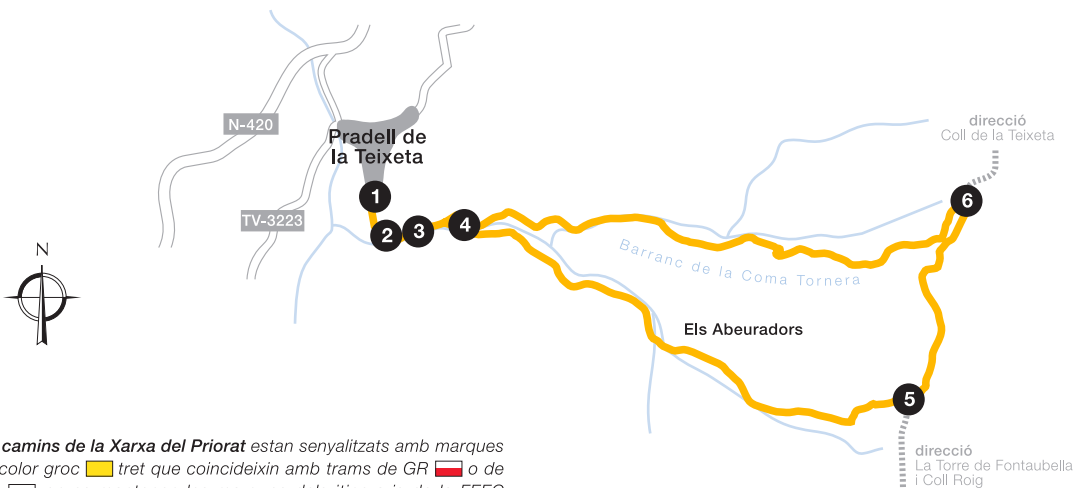 N-420
Pradell de
la Teixeta
TV-3223
1
2
3
4
5
6
direcció
Coll de la Teixeta
Barranc de la Coma Tornera
Els Abeuradors
N
direcció
La Torre de Fontaubella
i Coll Roig
camins de la Xarxa del Priorat estan senyalitzats amb marques
color groc tret que coincideixin amb trams de GR o de